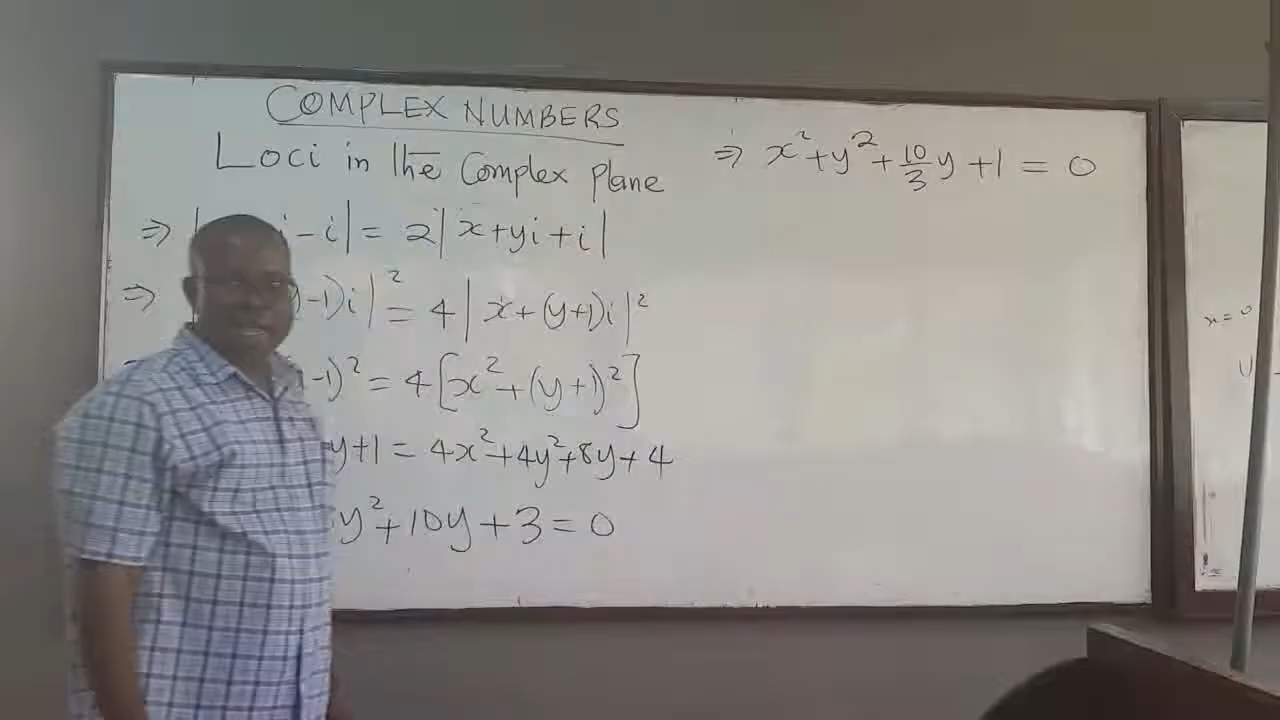 COMPLEX NUMBERS
Loci in the Complex plane
⇒ | i-i| = 2|x+yi+i|
⇒ -1)i|² = 4|x+(y+1)i|²
-1)² = 4[x²+(y+1)²]
y+1 = 4x²+4y²+8y+4
y²+10y+3=0
⇒ x²+y²+10/3y+1=0
x=0